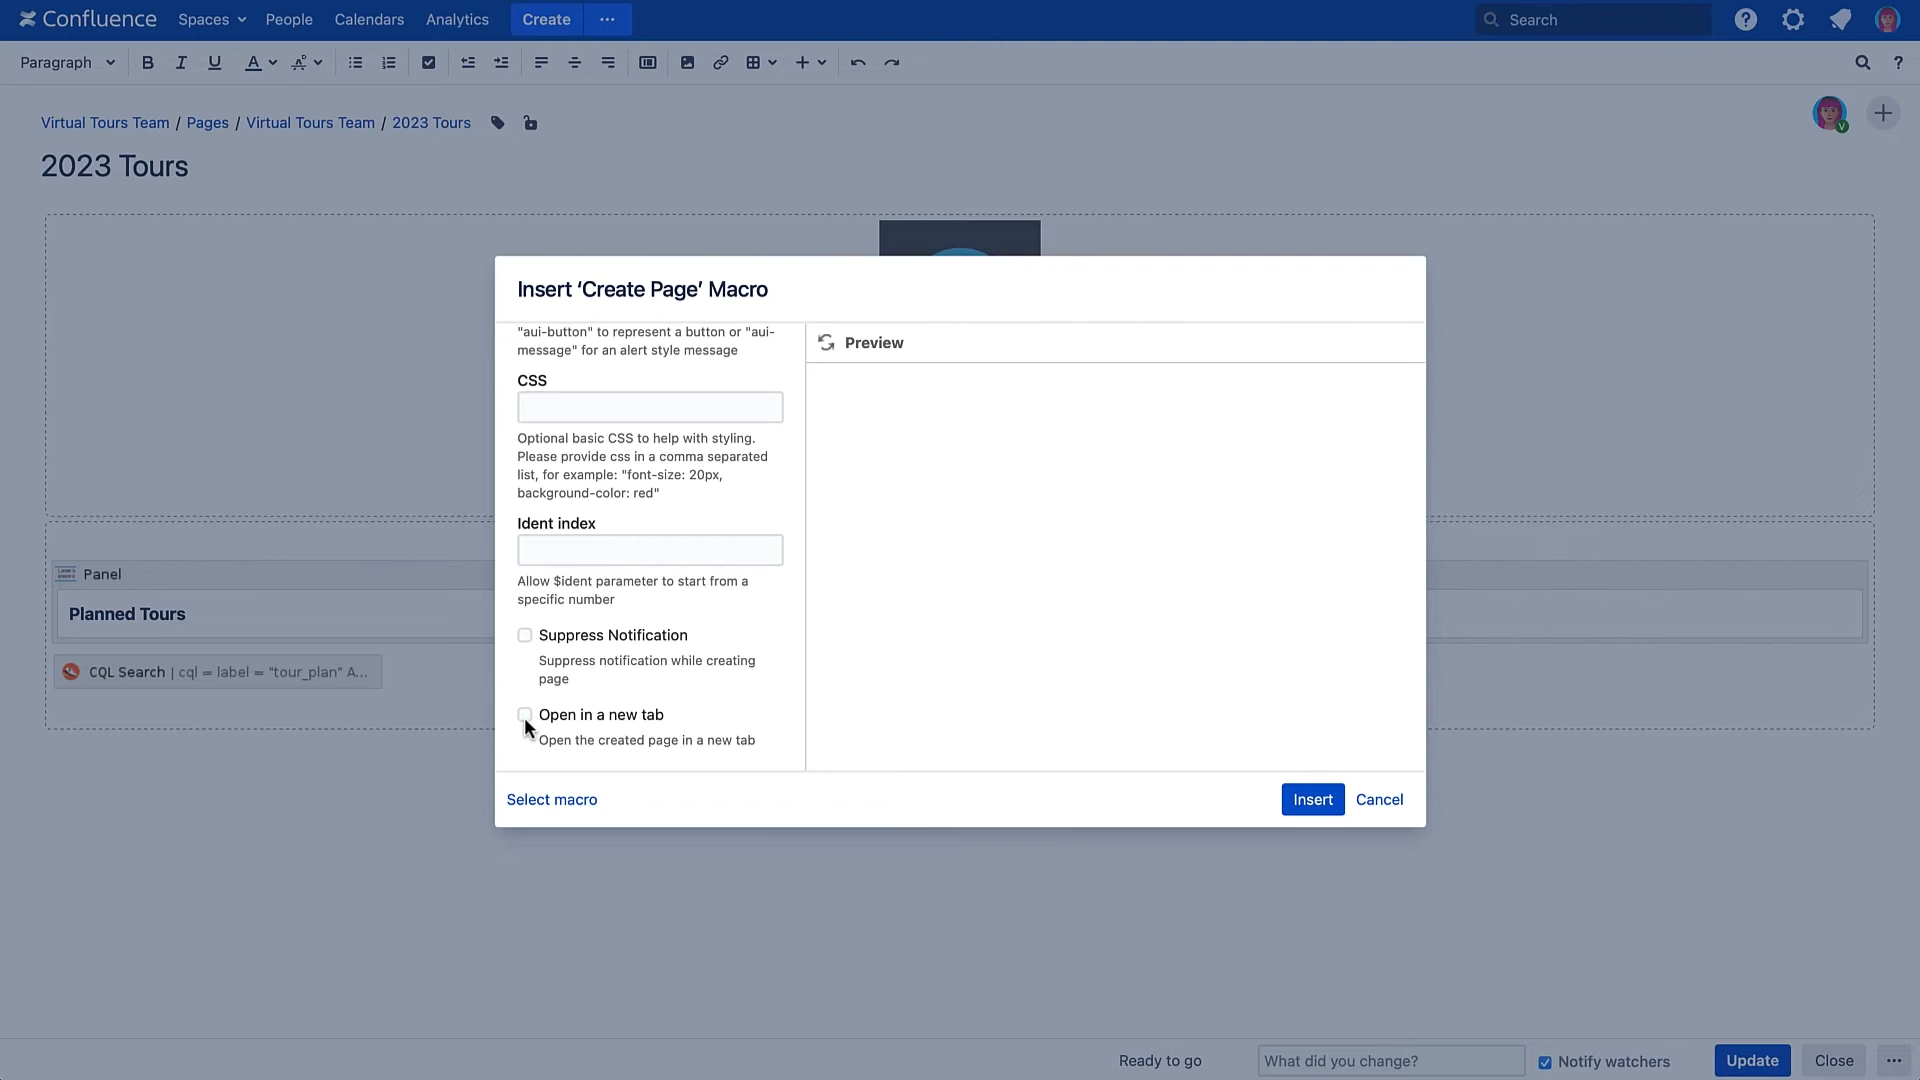 Confluence Spaces People Calendars Analytics Create ··· Search
Paragraph B I U A
Virtual Tours Team / Pages / Virtual Tours Team / 2023 Tours
2023 Tours
Insert ‘Create Page’ Macro
"aui-button" to represent a button or "aui-
message" for an alert style message
CSS
Optional basic CSS to help with styling.
Please provide css in a comma separated
list, for example: "font-size: 20px,
background-color: red"
Ident index
Allow $ident parameter to start from a
specific number
Suppress Notification
Suppress notification while creating
page
Open in a new tab
Open the created page in a new tab
Preview
Select macro
Insert Cancel
Panel
Planned Tours
CQL Search | cql = label = "tour_plan" A...
Ready to go What did you change? Notify watchers Update Close ···